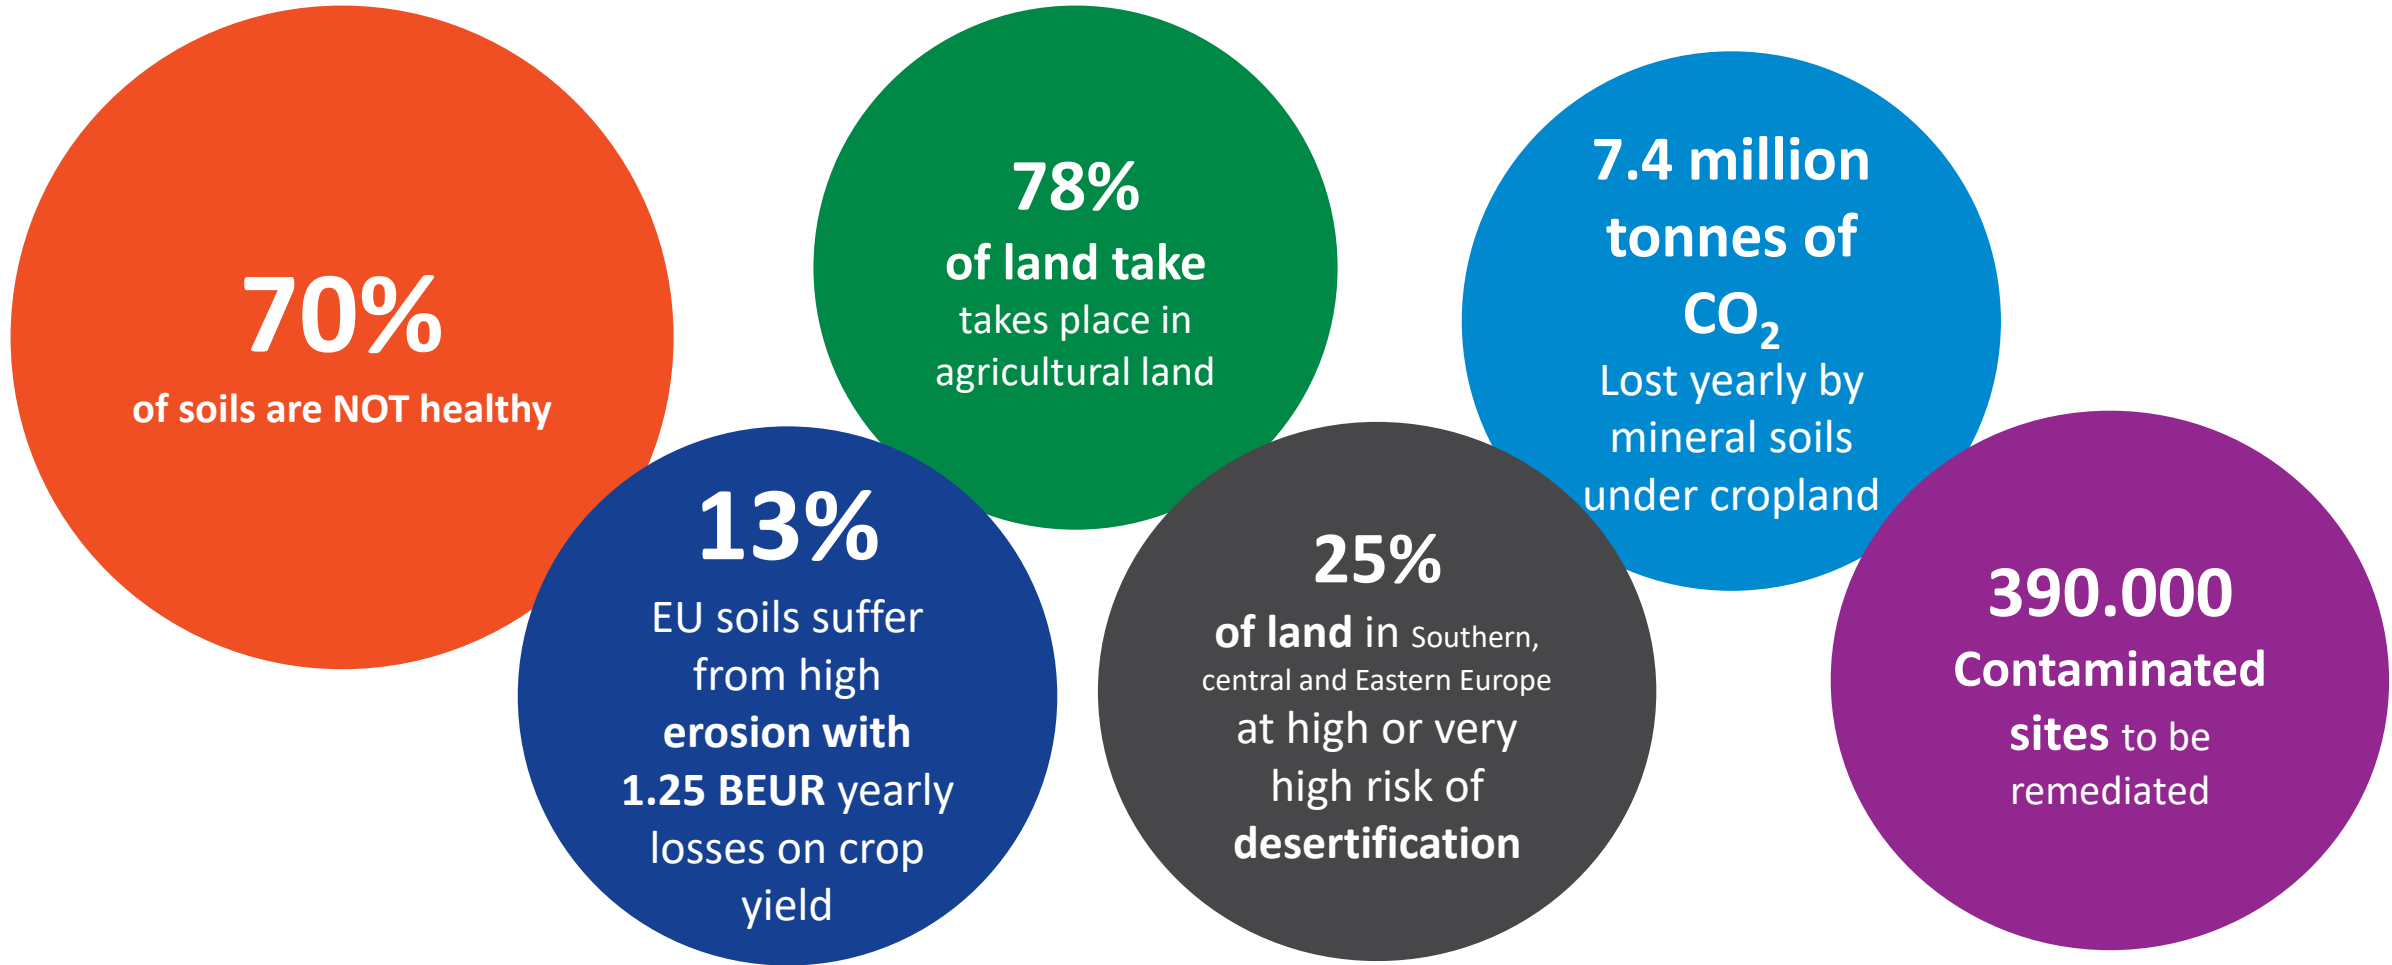 70%
of soils are NOT healthy
13%
EU soils suffer
from high
erosion with
1.25 BEUR yearly
losses on crop
yield
78%
of land take
takes place in
agricultural land
25%
of land in Southern,
central and Eastern Europe
at high or very
high risk of
desertification
7.4 million
tonnes of
CO₂
Lost yearly by
mineral soils
under cropland
390.000
Contaminated
sites to be
remediated